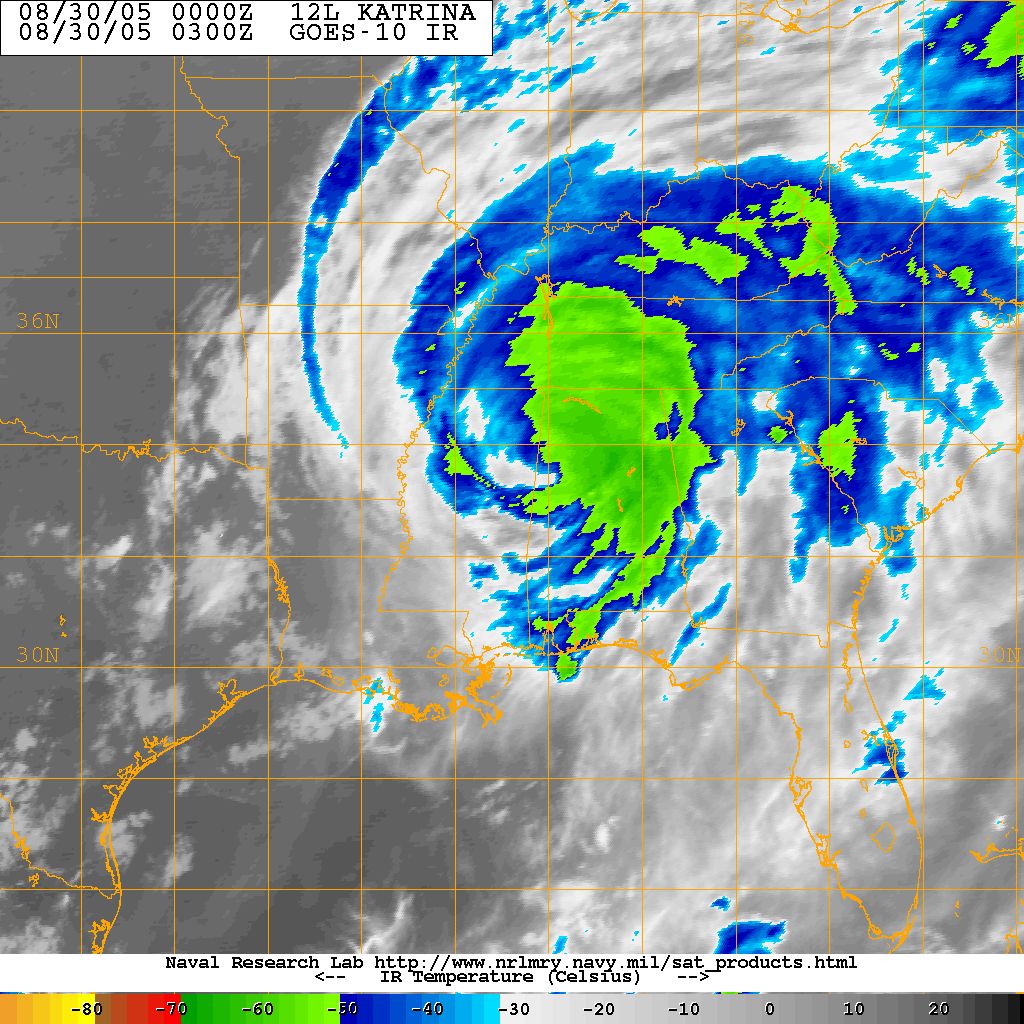 08/30/05 0000Z 12L KATRINA
08/30/05 0300Z GOES-10 IR
36N
30N 30N
Naval Research Lab http://www.nrlmry.navy.mil/sat_products.html
<-- IR Temperature (Celsius) -->
-80 -70 -60 -50 -40 -30 -20 -10 0 10 20